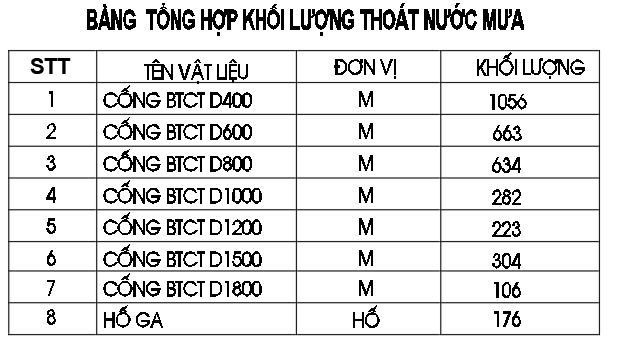 BẢNG TỔNG HỢP KHỐI LƯỢNG THOÁT NƯỚC MƯA
STT TÊN VẬT LIỆU ĐƠN VỊ KHỐI LƯỢNG
1 CỐNG BTCT D400 M 1056
2 CỐNG BTCT D600 M 663
3 CỐNG BTCT D800 M 634
4 CỐNG BTCT D1000 M 282
5 CỐNG BTCT D1200 M 223
6 CỐNG BTCT D1500 M 304
7 CỐNG BTCT D1800 M 106
8 HỐ GA HỐ 176